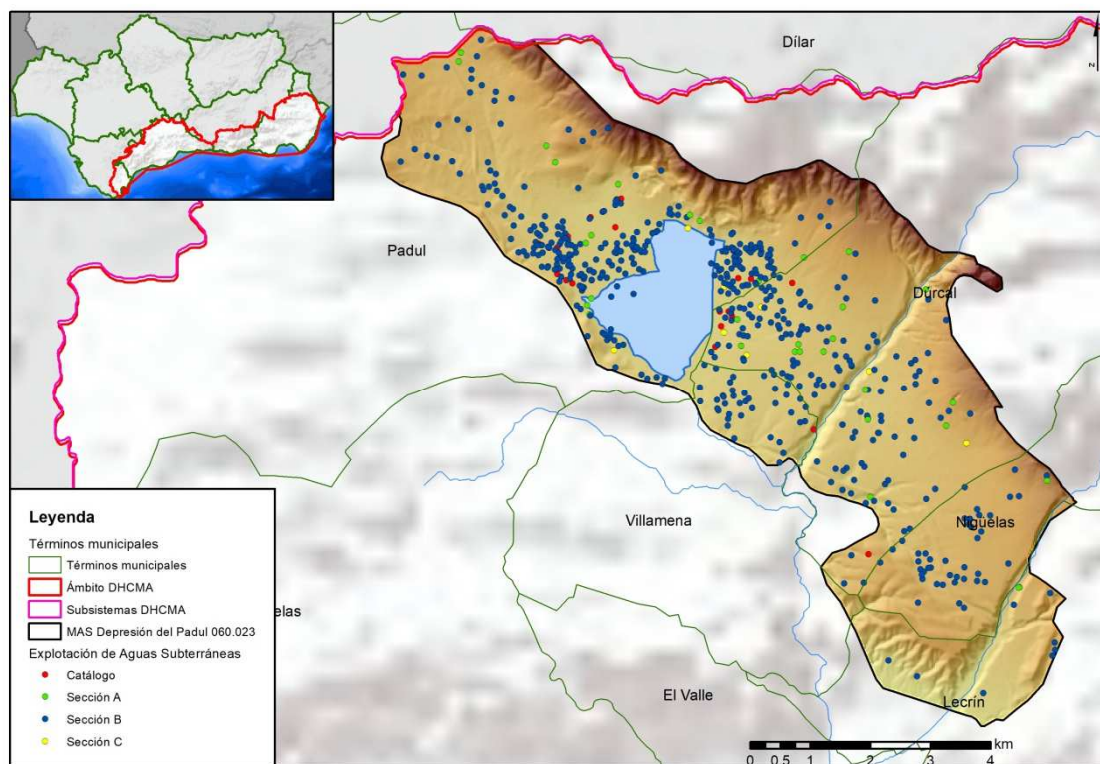 Dílar
N
Padul
Dúrcal
Villamena
Nigüelas
elas
El Valle
Lecrín
Leyenda
Términos municipales
Términos municipales
Ámbito DHCMA
Subsistemas DHCMA
MAS Depresión del Padul 060.023
Explotación de Aguas Subterráneas
Catálogo
Sección A
Sección B
Sección C
km
0 0,5 1 2 3 4